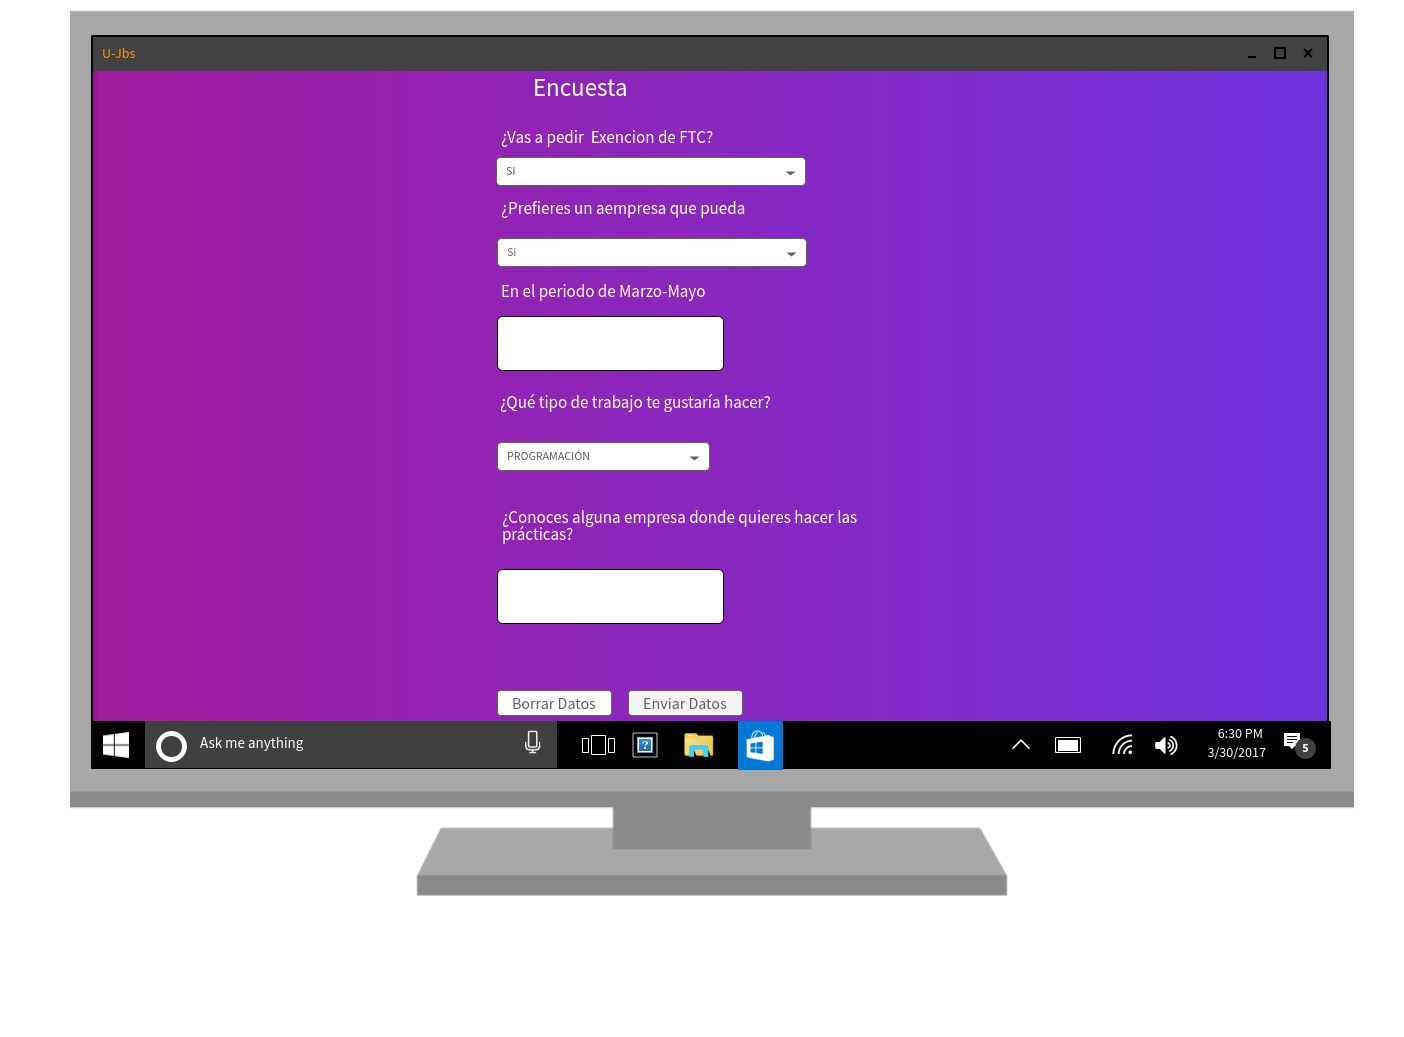 U-Jbs
Encuesta
¿Vas a pedir  Exencion de FTC?
SI
¿Prefieres un aempresa que pueda
Si
En el periodo de Marzo-Mayo
¿Qué tipo de trabajo te gustaría hacer?
PROGRAMACIÓN
¿Conoces alguna empresa donde quieres hacer las
prácticas?
Borrar Datos
Enviar Datos
Ask me anything
?
6:30 PM
3/30/2017
5